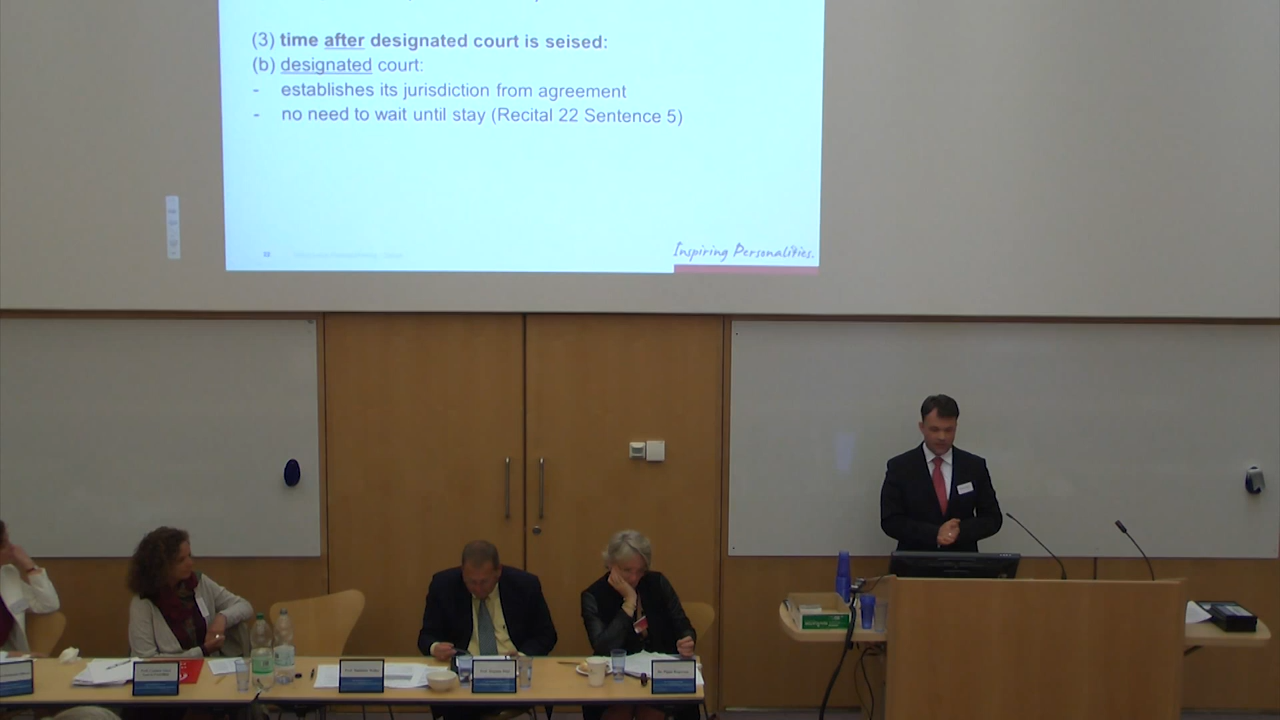 (3) time after designated court is seised:
(b) designated court:
- establishes its jurisdiction from agreement
- no need to wait until stay (Recital 22 Sentence 5)
Inspiring Personalities.